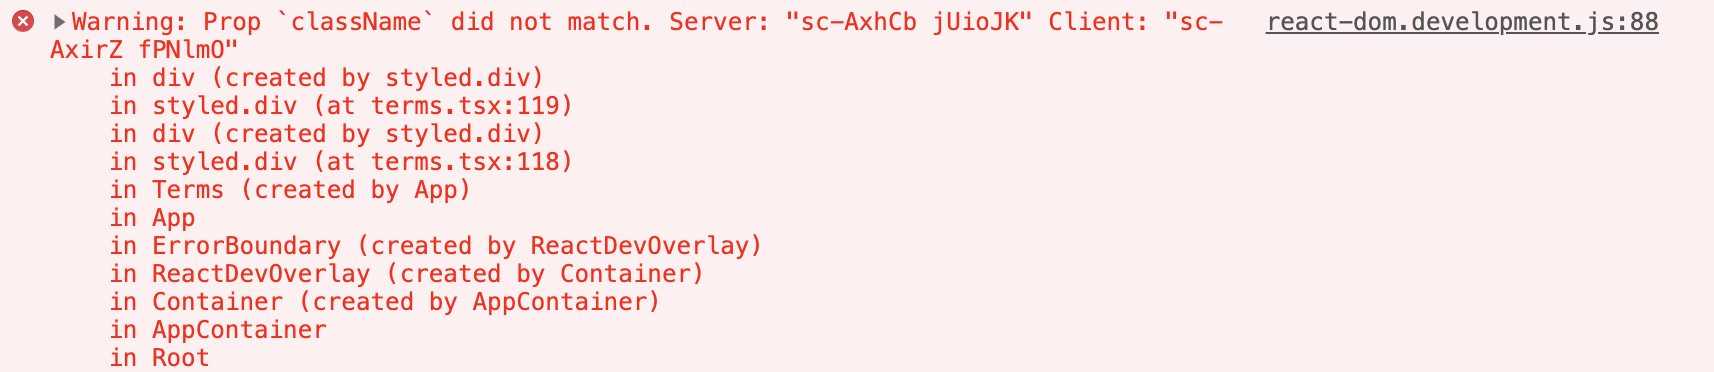 Warning: Prop `className` did not match. Server: "sc-AxhCb jUioJK" Client: "sc- react-dom.development.js:88
AxirZ fPNlmO"
in div (created by styled.div)
in styled.div (at terms.tsx:119)
in div (created by styled.div)
in styled.div (at terms.tsx:118)
in Terms (created by App)
in App
in ErrorBoundary (created by ReactDevOverlay)
in ReactDevOverlay (created by Container)
in Container (created by AppContainer)
in AppContainer
in Root